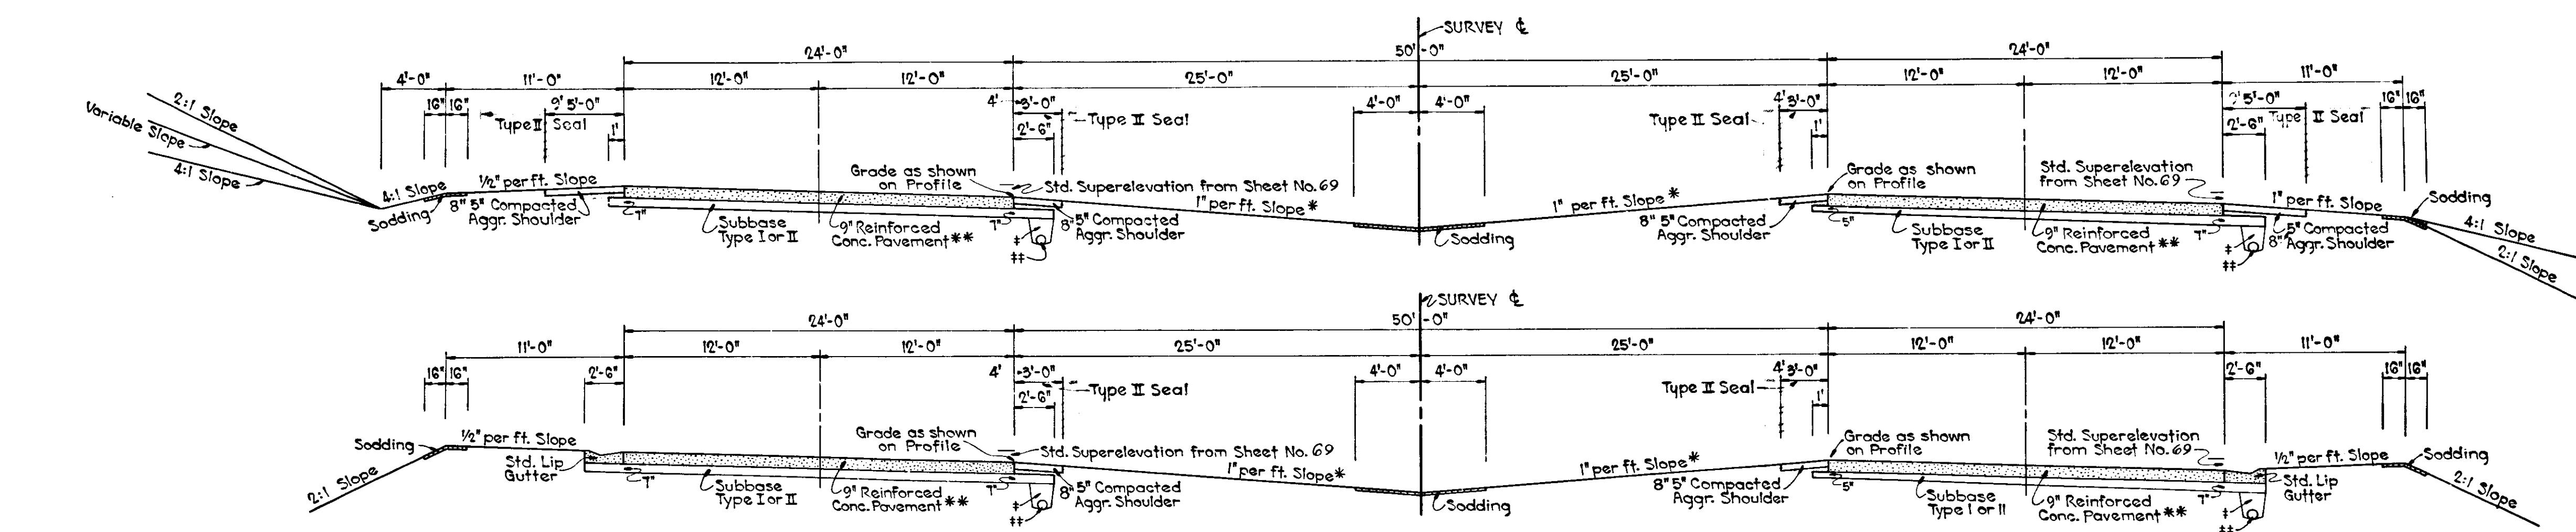 SURVEY ℄
24'-0" 50'-0" 24'-0"
4'-0" 11'-0" 12'-0" 12'-0" 25'-0" 25'-0" 12'-0" 12'-0" 11'-0"
16" 16" 9' 5'-0" 4' 3'-0" 4'-0" 4'-0" 4' 3'-0" 5'-0" 16" 16"
Type II Seal 1' 2'-6" Type II Seal Type II Seal 1' 2'-6" Type II Seal
2:1 Slope
Variable Slope
4:1 Slope
4:1 Slope
1/2" per ft. Slope
Grade as shown
on Profile
Std. Superelevation from Sheet No. 69
1" per ft. Slope*
1" per ft. Slope*
Grade as shown
on Profile
Std. Superelevation
from Sheet No. 69
1" per ft. Slope
Sodding
Sodding
8" 5" Compacted
Aggr. Shoulder
7"
Subbase
Type I or II
9" Reinforced
Conc. Pavement**
7"
‡
‡‡
8" 5" Compacted
Aggr. Shoulder
Sodding
8" 5" Compacted
Aggr. Shoulder
5"
Subbase
Type I or II
9" Reinforced
Conc. Pavement**
7"
‡
‡‡
5" Compacted
8" Aggr. Shoulder
4:1 Slope
2:1 Slope
SURVEY ℄
24'-0" 50'-0" 24'-0"
11'-0" 12'-0" 12'-0" 25'-0" 25'-0" 12'-0" 12'-0" 11'-0"
16" 16" 2'-6" 4' 3'-0" 4'-0" 4'-0" 4' 3'-0" 2'-6" 16" 16"
2'-6" Type II Seal Type II Seal 1'
Sodding
1/2" per ft. Slope
Grade as shown
on Profile
Std. Superelevation from Sheet No. 69
1" per ft. Slope*
1" per ft. Slope*
Grade as shown
on Profile
Std. Superelevation
from Sheet No. 69
1/2" per ft. Slope
Sodding
2:1 Slope
Std. Lip
Gutter
7"
Subbase
Type I or II
9" Reinforced
Conc. Pavement**
7"
‡
‡‡
8" 5" Compacted
Aggr. Shoulder
Sodding
8" 5" Compacted
Aggr. Shoulder
5"
Subbase
Type I or II
9" Reinforced
Conc. Pavement**
7"
‡
‡‡
Std. Lip
Gutter
2:1 Slope